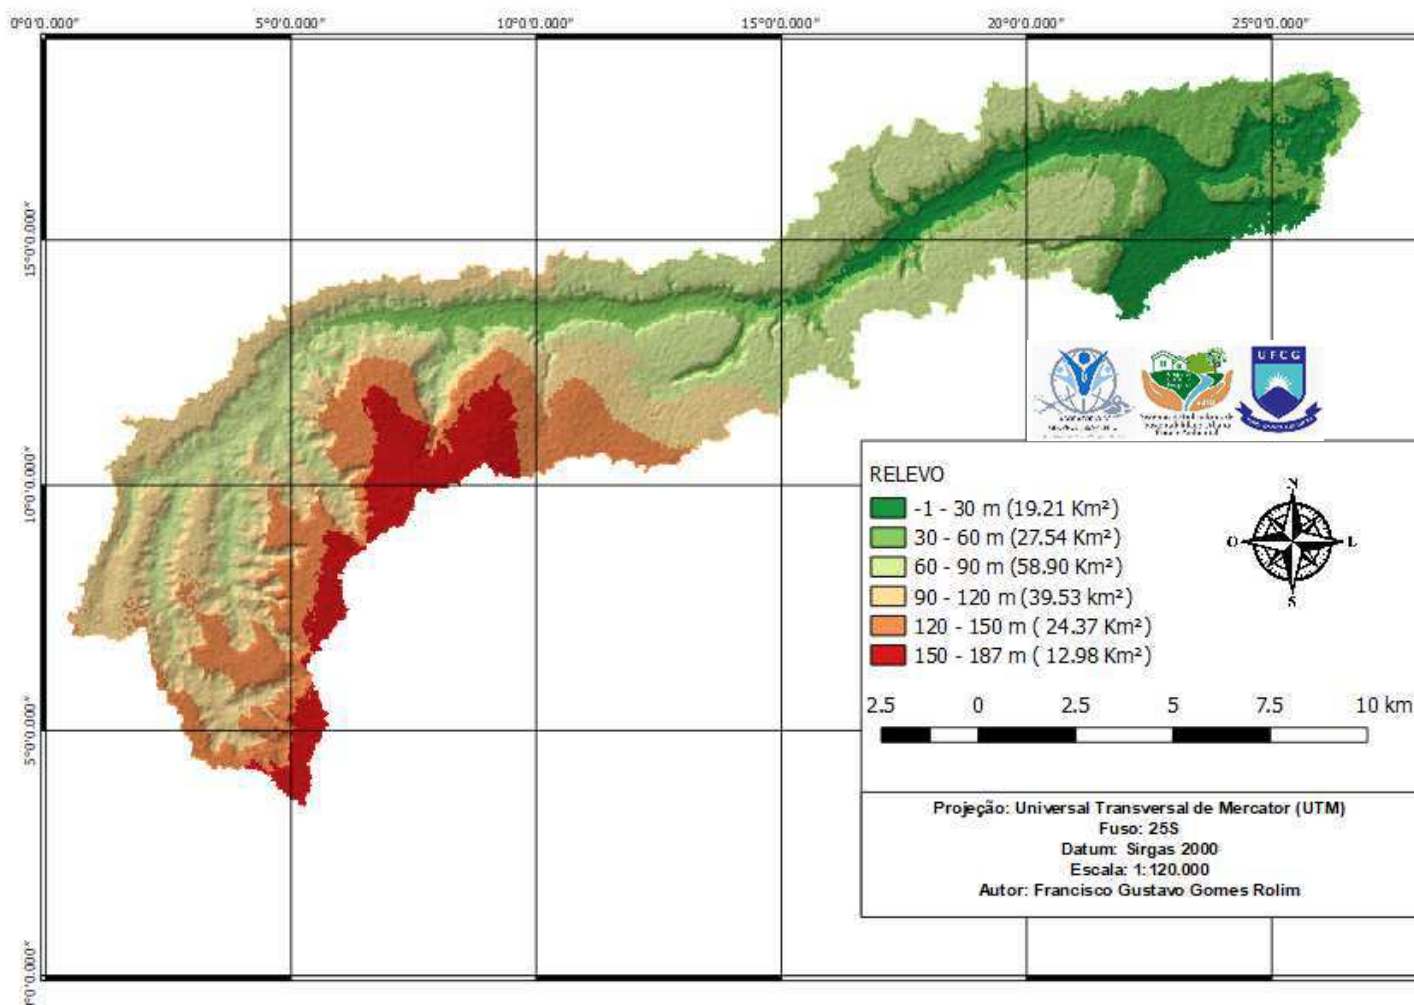 0°0'0.000" 5°0'0.000" 10°0'0.000" 15°0'0.000" 20°0'0.000" 25°0'0.000"
15°0'0.000"
10°0'0.000"
5°0'0.000"
0°0'0.000"
UFCG
RELEVO
-1 - 30 m (19.21 Km²)
30 - 60 m (27.54 Km²)
60 - 90 m (58.90 Km²)
90 - 120 m (39.53 km²)
120 - 150 m ( 24.37 Km²)
150 - 187 m ( 12.98 Km²)
N
O L
S
2.5 0 2.5 5 7.5 10 km
Projeção: Universal Transversal de Mercator (UTM)
Fuso: 25S
Datum: Sirgas 2000
Escala: 1:120.000
Autor: Francisco Gustavo Gomes Rolim